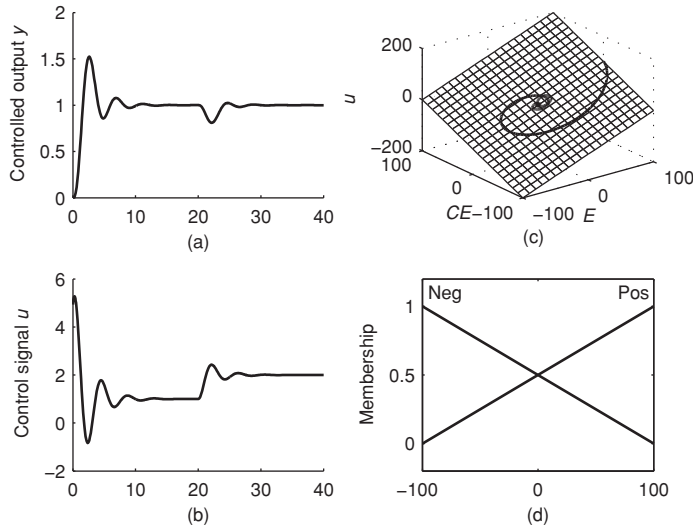 Controlled output y
2
1.5
1
0.5
0
0 10 20 30 40
(a)
u
200
0
−200
100
0
CE −100
−100 E
0
100
(c)
Control signal u
6
4
2
0
−2
0 10 20 30 40
(b)
Membership
Neg Pos
1
0.5
0
−100 0 100
(d)